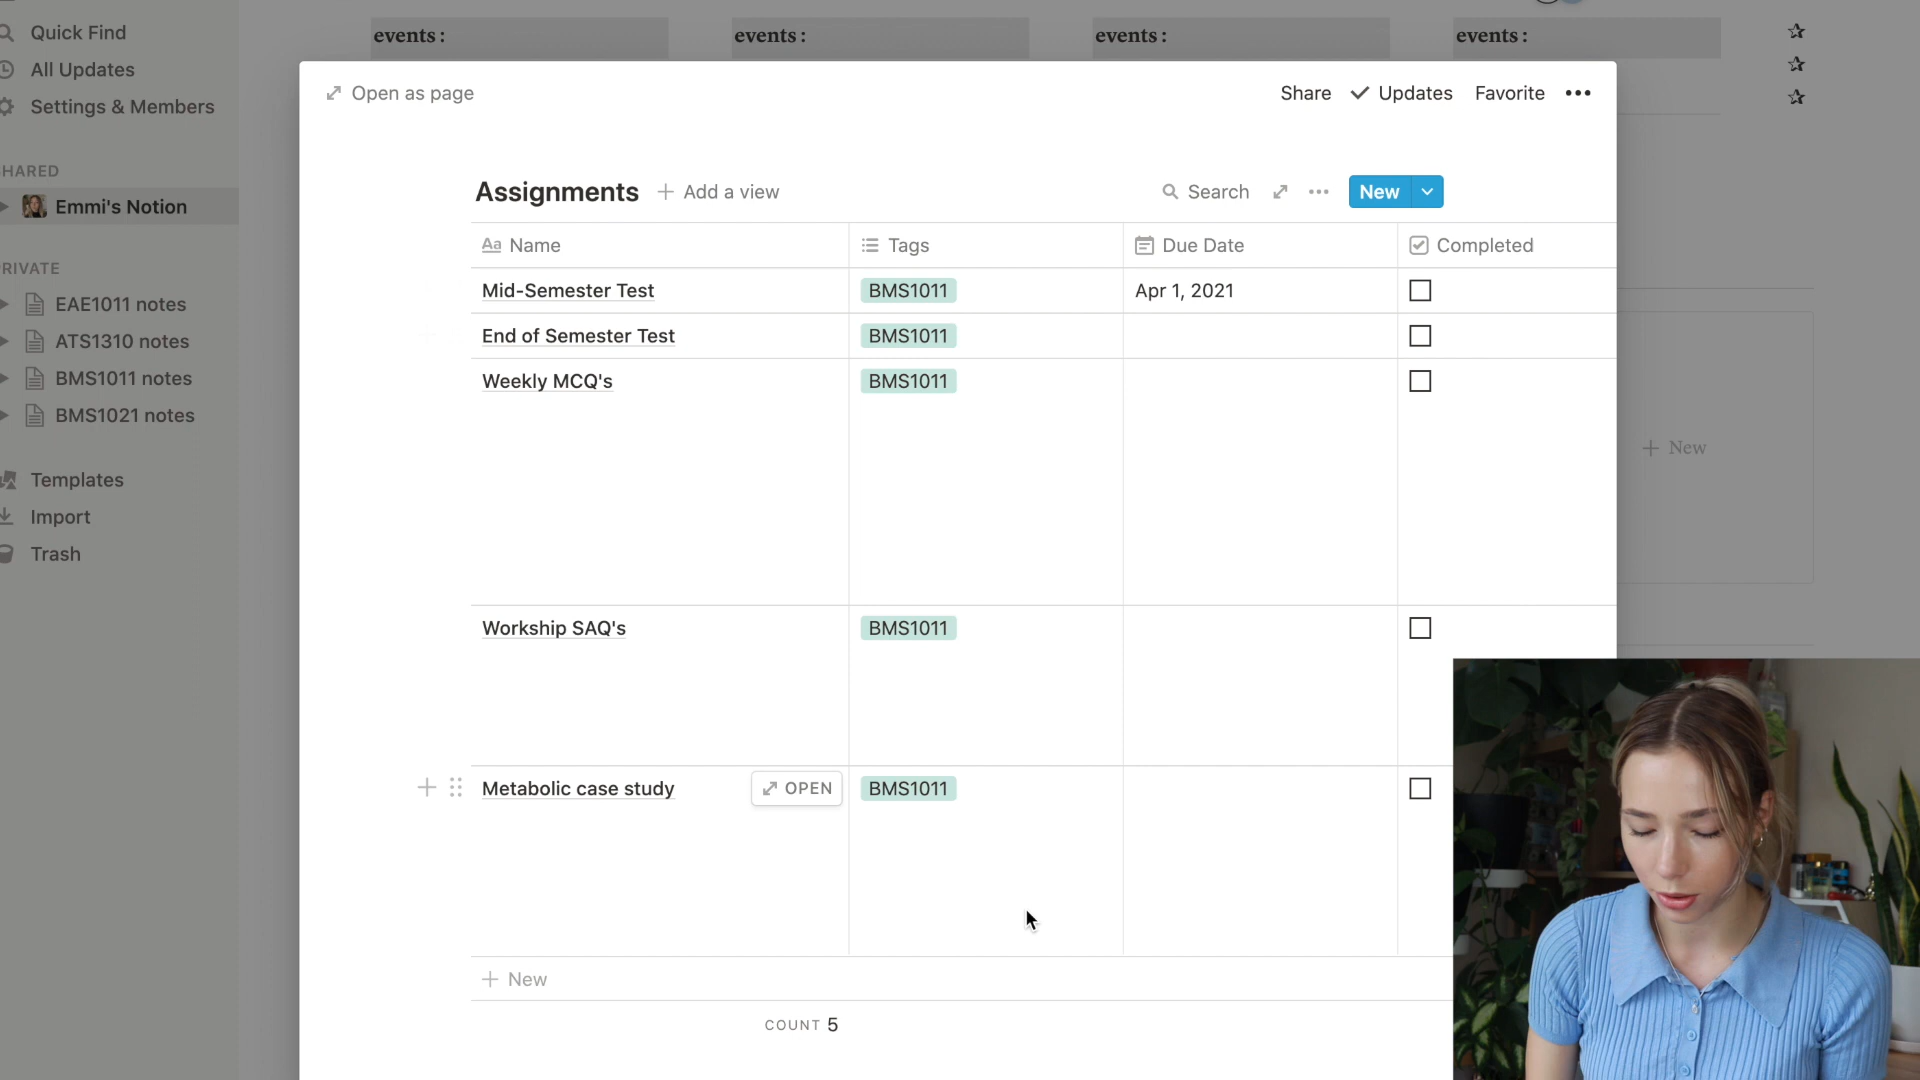 Quick Find
All Updates
Settings & Members
SHARED
Emmi's Notion
PRIVATE
EAE1011 notes
ATS1310 notes
BMS1011 notes
BMS1021 notes
Templates
Import
Trash
events:
events:
events:
events:
Open as page
Share
Updates
Favorite
Assignments
Add a view
Search
New
Aa Name
Tags
Due Date
Completed
Mid-Semester Test
BMS1011
Apr 1, 2021
End of Semester Test
BMS1011
Weekly MCQ's
BMS1011
Workship SAQ's
BMS1011
Metabolic case study
OPEN
BMS1011
+ New
COUNT 5
+ New